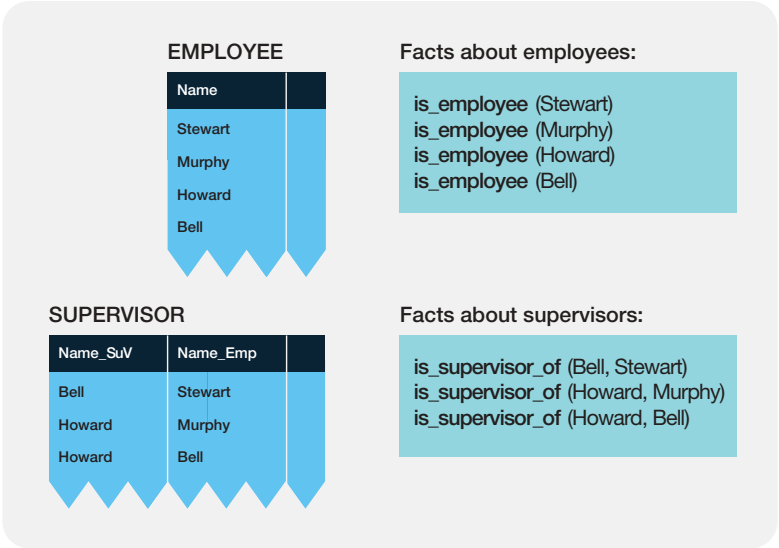 EMPLOYEE
Name
Stewart
Murphy
Howard
Bell
Facts about employees:
is_employee (Stewart)
is_employee (Murphy)
is_employee (Howard)
is_employee (Bell)
SUPERVISOR
Name_SuV Name_Emp
Bell Stewart
Howard Murphy
Howard Bell
Facts about supervisors:
is_supervisor_of (Bell, Stewart)
is_supervisor_of (Howard, Murphy)
is_supervisor_of (Howard, Bell)